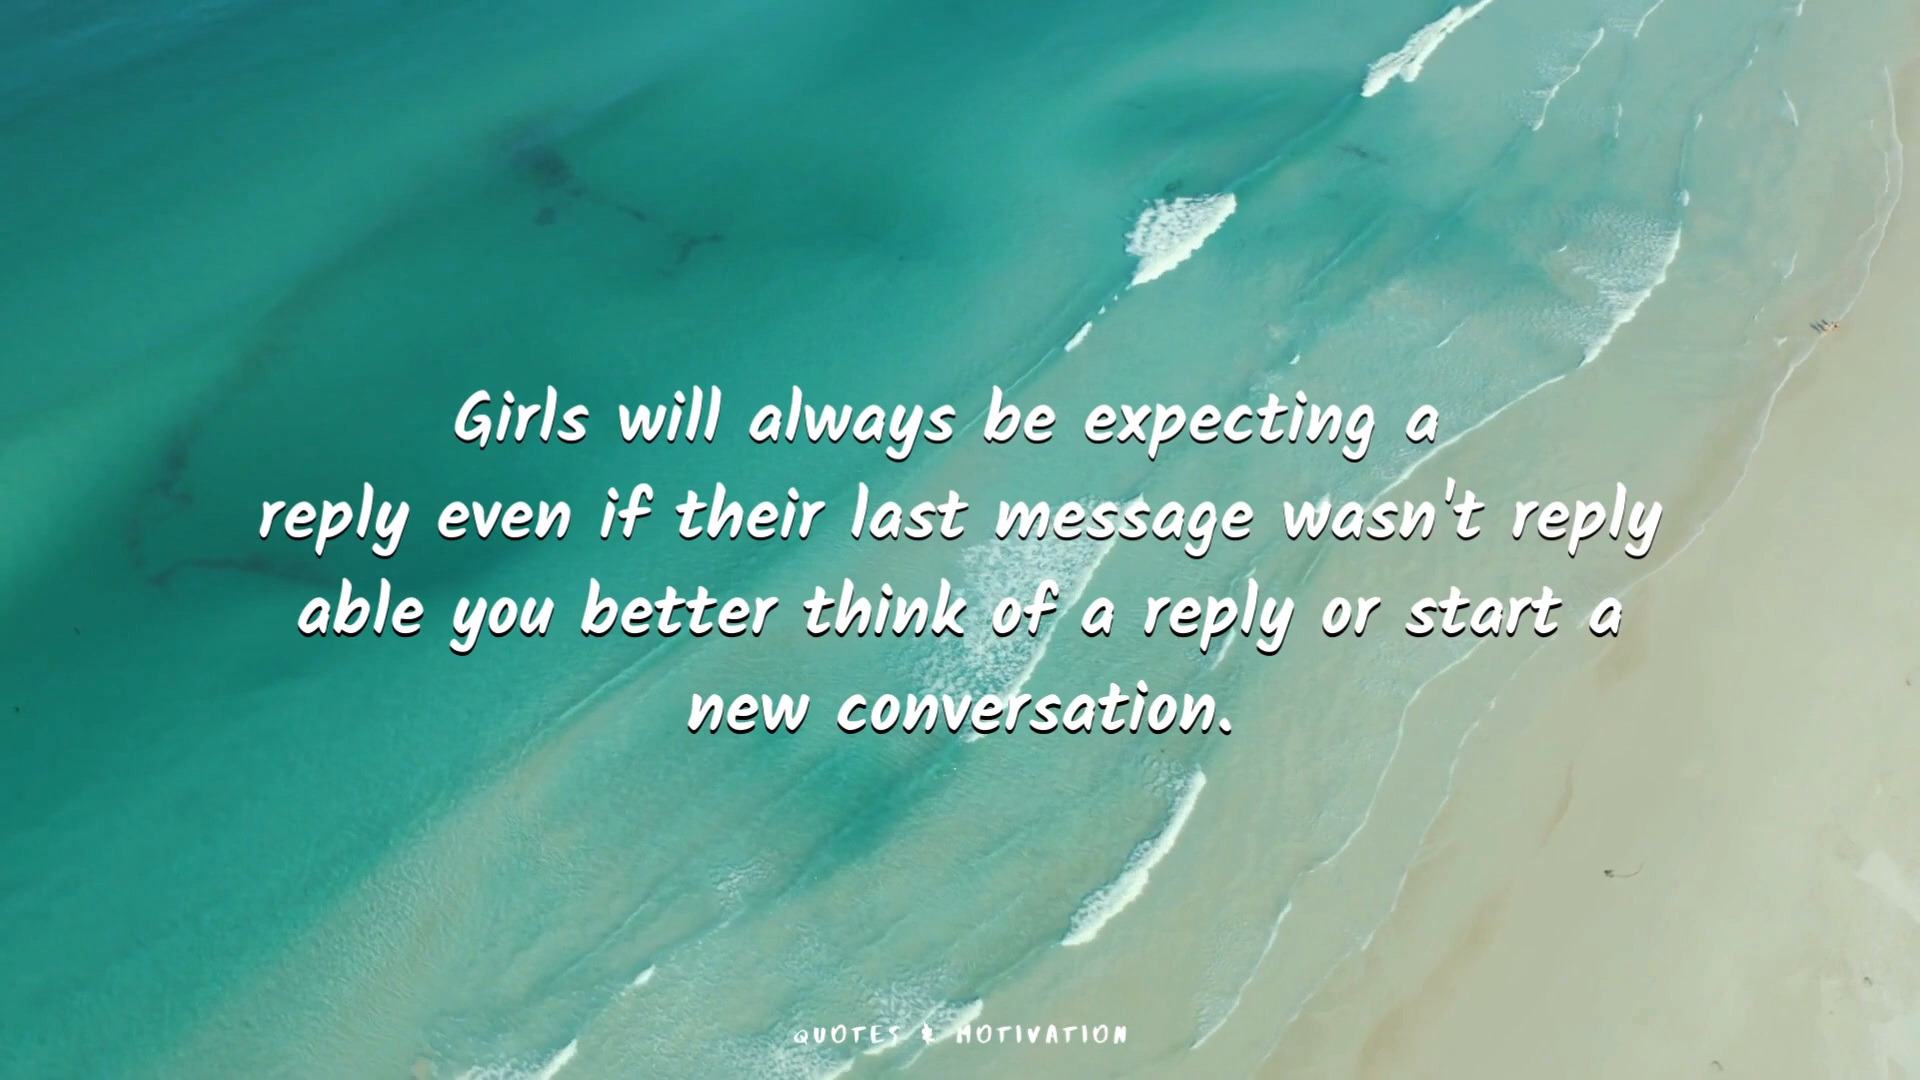 Girls will always be expecting a
reply even if their last message wasn't reply
able you better think of a reply or start a
new conversation.
QUOTES & MOTIVATION